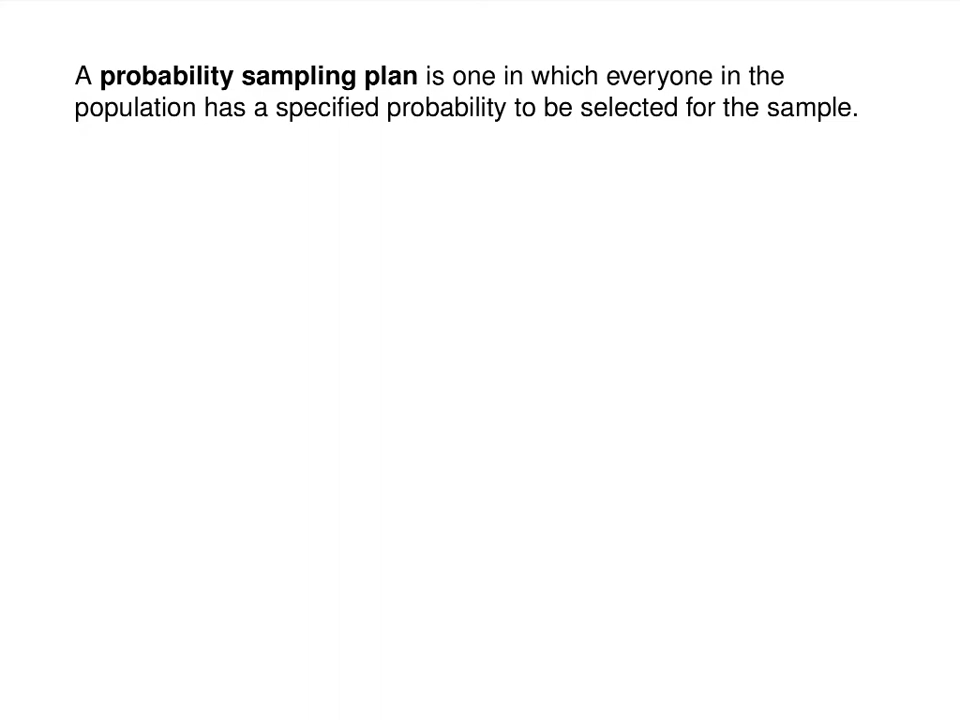 A probability sampling plan is one in which everyone in the
population has a specified probability to be selected for the sample.